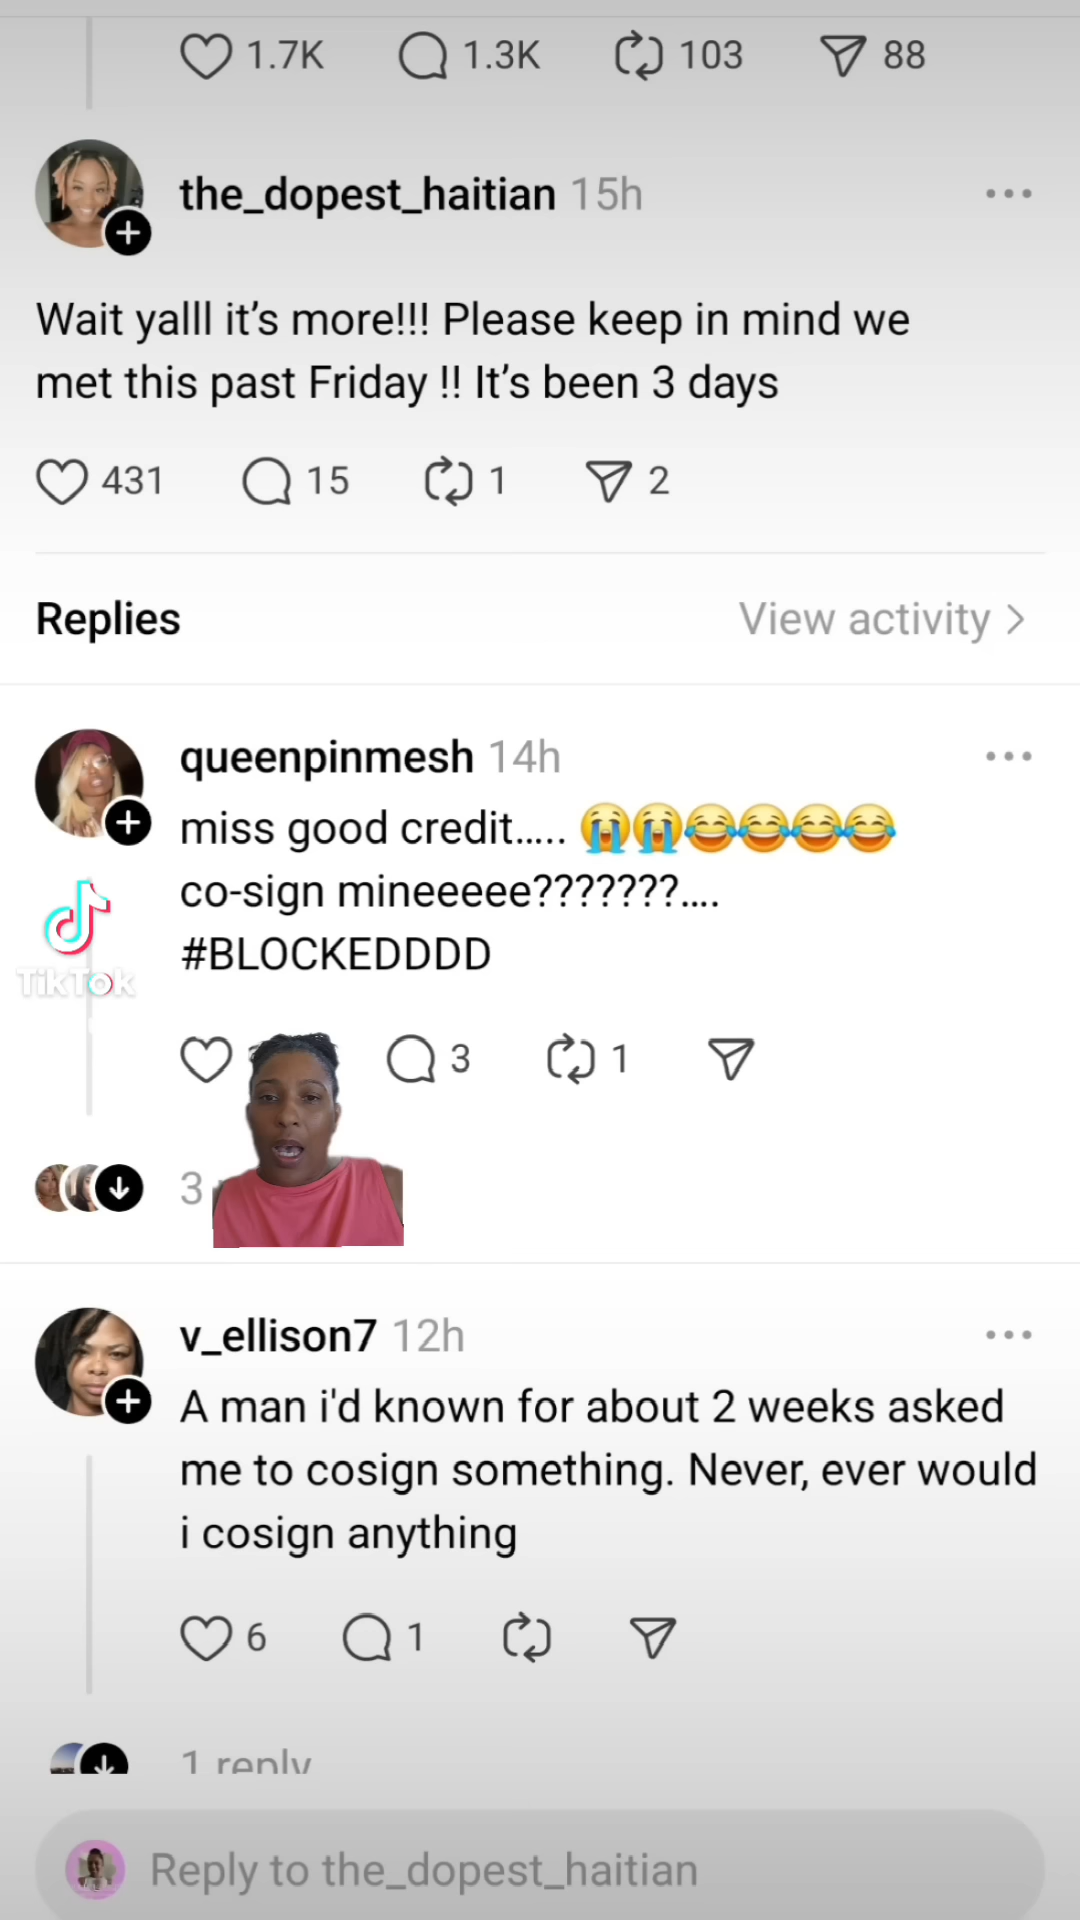 1.7K 1.3K 103 88
the_dopest_haitian 15h
Wait yalll it’s more!!! Please keep in mind we
met this past Friday !! It’s been 3 days
431 15 1 2
Replies View activity
queenpinmesh 14h
miss good credit..... 😭😭😂😂😂😂
co-sign mineeeee???????....
#BLOCKEDDDD
TikTok
3 1
3
v_ellison7 12h
A man i'd known for about 2 weeks asked
me to cosign something. Never, ever would
i cosign anything
6 1
1 reply
Reply to the_dopest_haitian